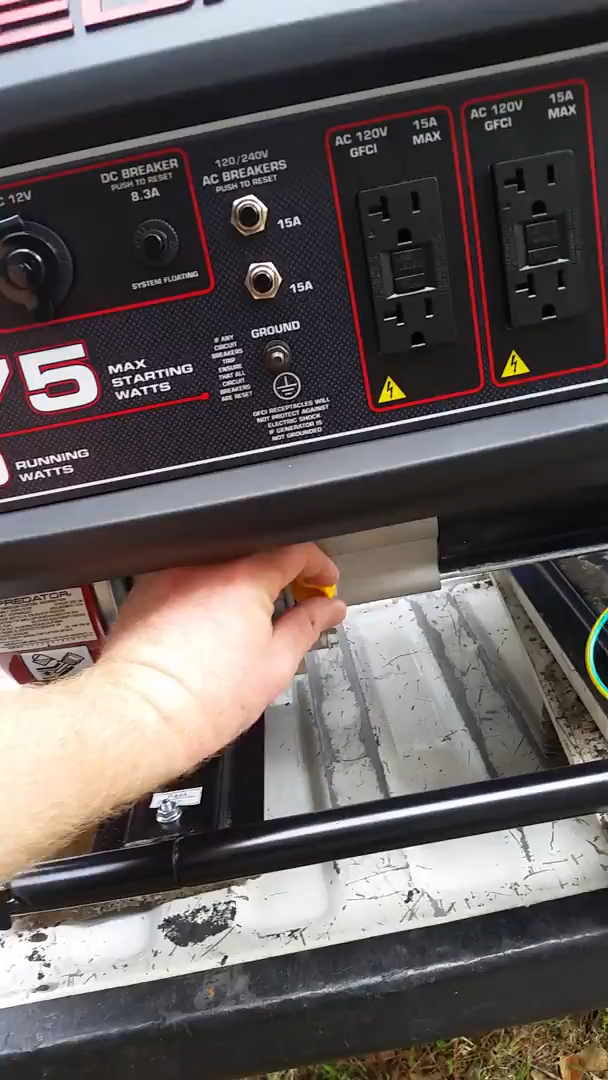 DC BREAKER
PUSH TO RESET
8.3A
SYSTEM FLOATING
12V
120/240V
AC BREAKERS
PUSH TO RESET
15A
15A
GROUND
IF ANY
CIRCUIT
BREAKERS
TRIP
ENSURE
THAT ALL
CIRCUIT
BREAKERS
ARE RESET
GFCI RECEPTACLES WILL
NOT PROTECT AGAINST
ELECTRIC SHOCK
IF GENERATOR IS
NOT GROUNDED
AC 120V
GFCI
15A
MAX
AC 120V
GFCI
15A
MAX
75
MAX
STARTING
WATTS
RUNNING
WATTS
PREDATOR